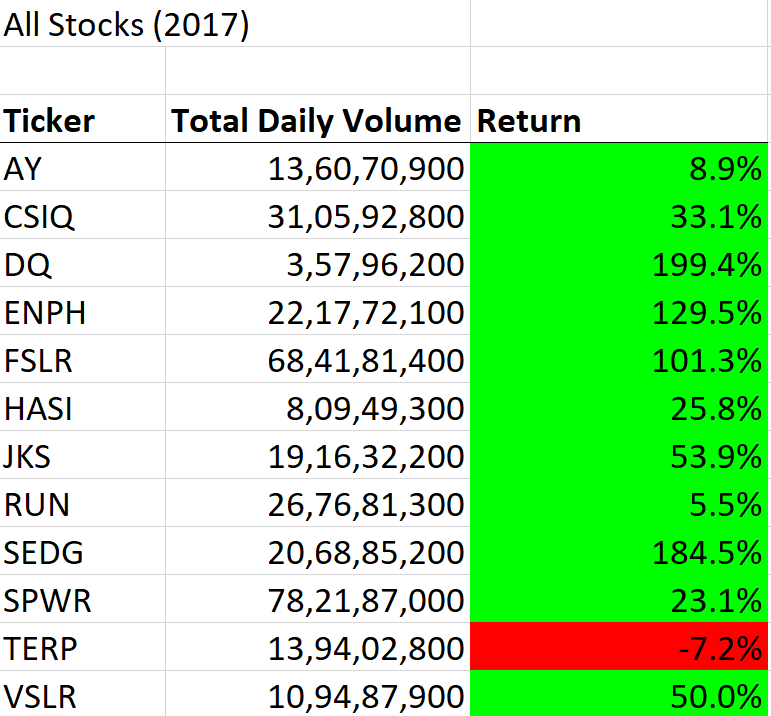 All Stocks (2017)
Ticker Total Daily Volume Return
AY 13,60,70,900 8.9%
CSIQ 31,05,92,800 33.1%
DQ 3,57,96,200 199.4%
ENPH 22,17,72,100 129.5%
FSLR 68,41,81,400 101.3%
HASI 8,09,49,300 25.8%
JKS 19,16,32,200 53.9%
RUN 26,76,81,300 5.5%
SEDG 20,68,85,200 184.5%
SPWR 78,21,87,000 23.1%
TERP 13,94,02,800 -7.2%
VSLR 10,94,87,900 50.0%